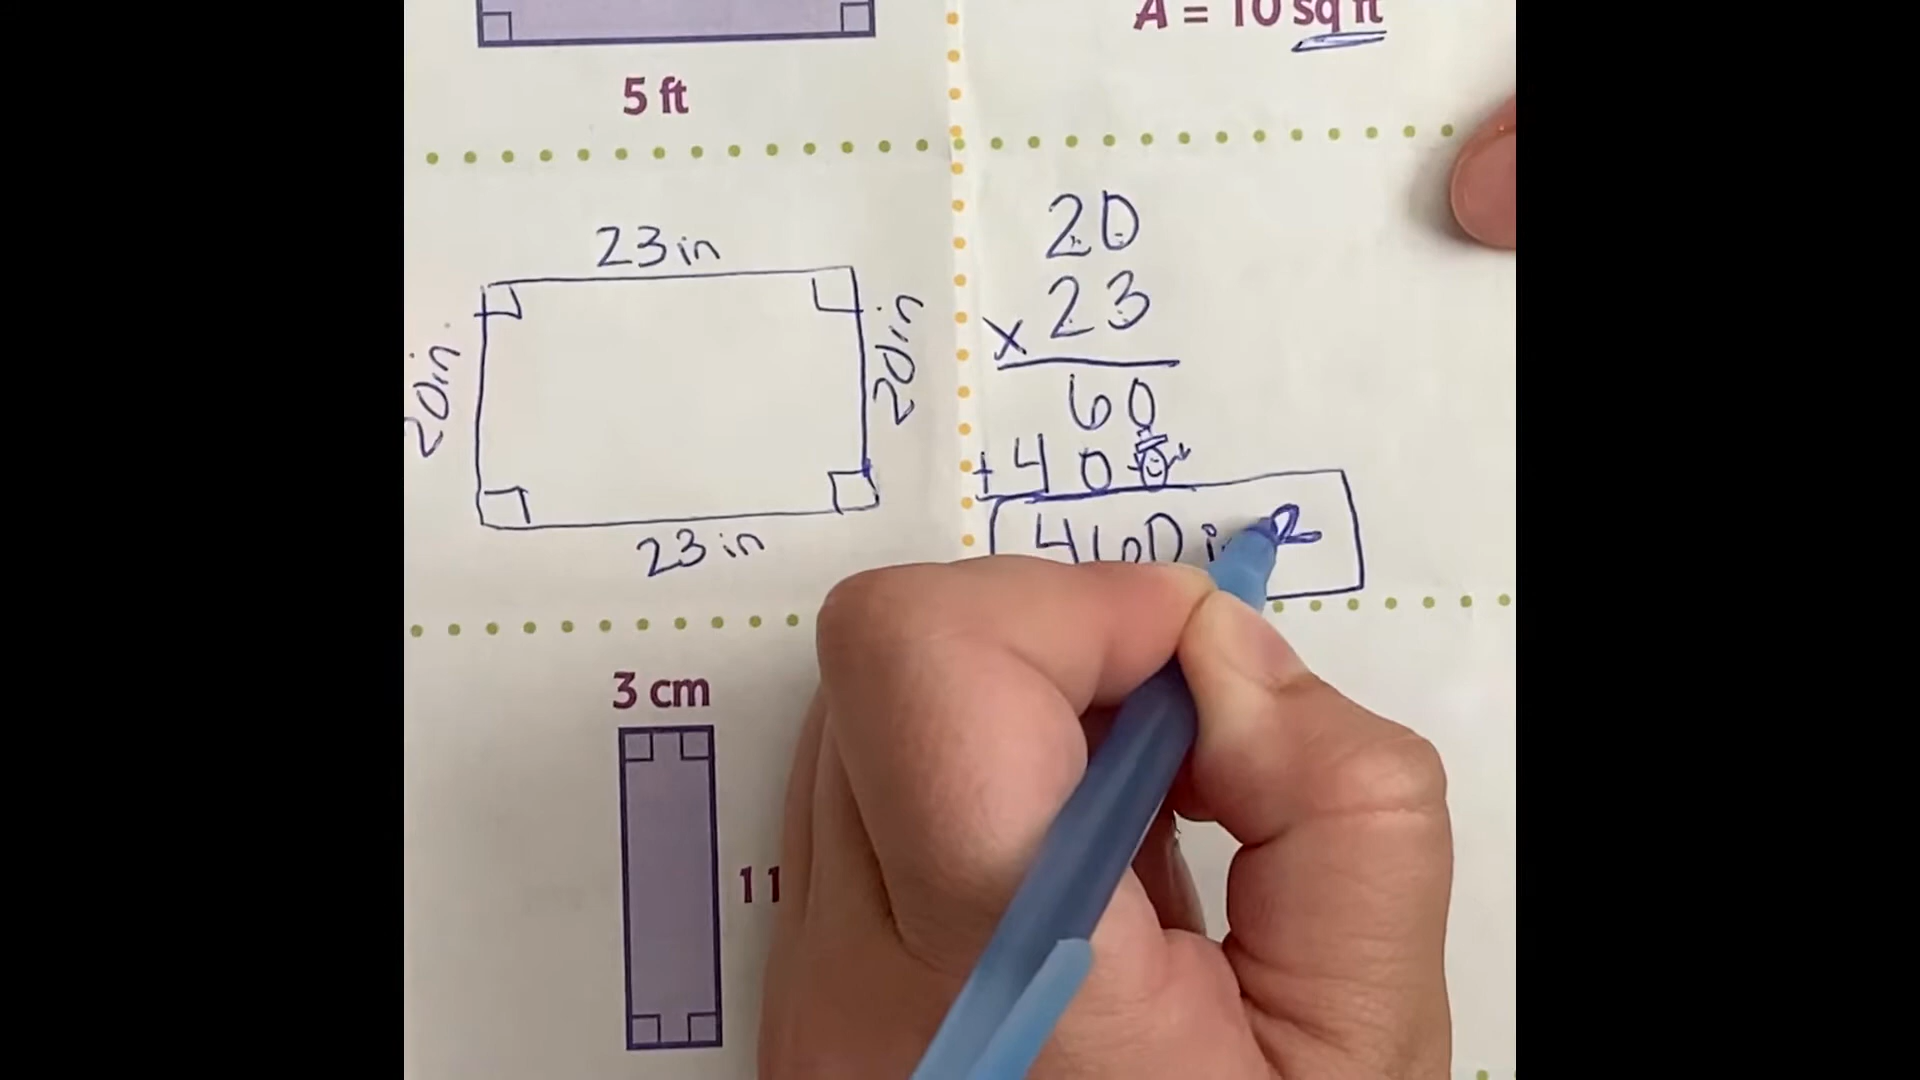 A = 10 sq ft
5 ft
23 in
20 in.
20 in
23 in
20
x 23
60
+ 400
460 in 2
3 cm
11